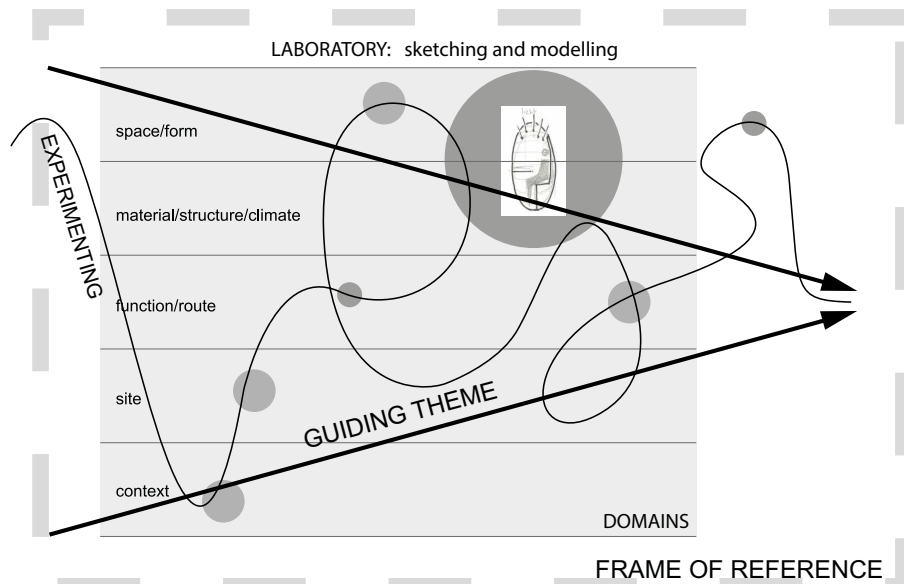 LABORATORY: sketching and modelling
space/form
EXPERIMENTING
material/structure/climate
function/route
site
GUIDING THEME
context
DOMAINS
FRAME OF REFERENCE